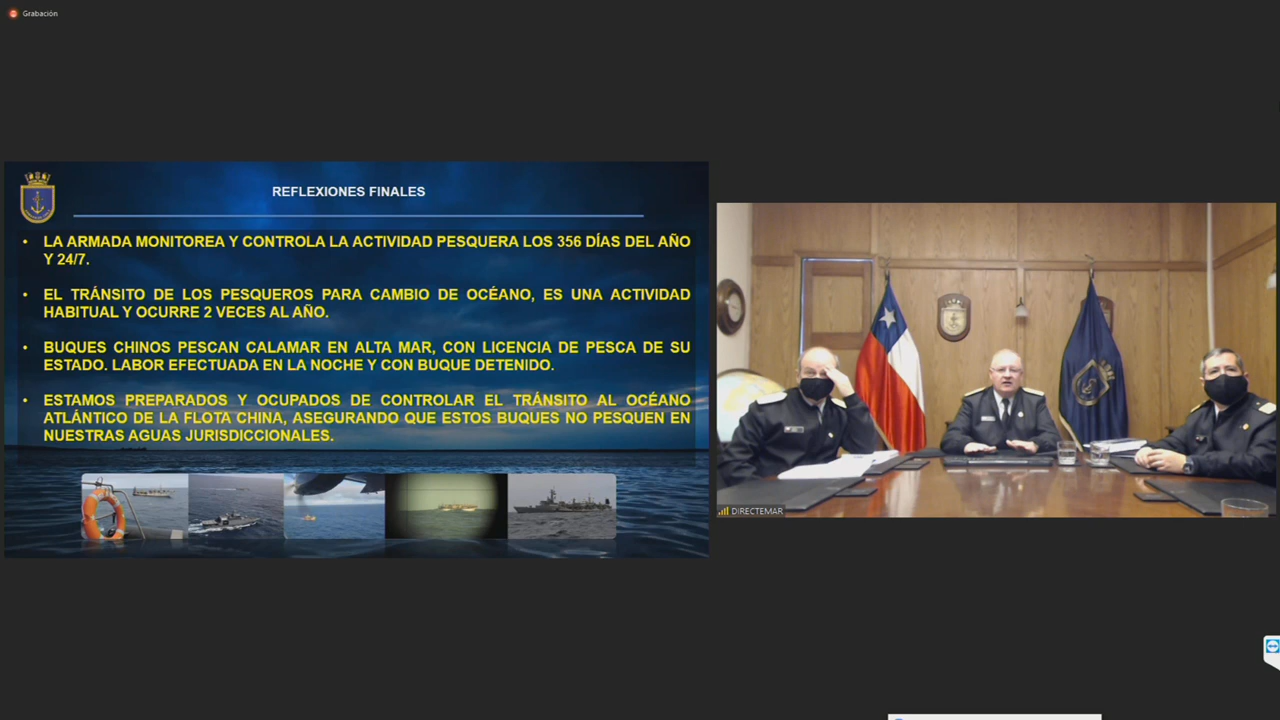 Grabación
REFLEXIONES FINALES
• LA ARMADA MONITOREA Y CONTROLA LA ACTIVIDAD PESQUERA LOS 356 DÍAS DEL AÑO
Y 24/7.
• EL TRÁNSITO DE LOS PESQUEROS PARA CAMBIO DE OCÉANO, ES UNA ACTIVIDAD
HABITUAL Y OCURRE 2 VECES AL AÑO.
• BUQUES CHINOS PESCAN CALAMAR EN ALTA MAR, CON LICENCIA DE PESCA DE SU
ESTADO. LABOR EFECTUADA EN LA NOCHE Y CON BUQUE DETENIDO.
• ESTAMOS PREPARADOS Y OCUPADOS DE CONTROLAR EL TRÁNSITO AL OCÉANO
ATLÁNTICO DE LA FLOTA CHINA, ASEGURANDO QUE ESTOS BUQUES NO PESQUEN EN
NUESTRAS AGUAS JURISDICCIONALES.
DIRECTEMAR